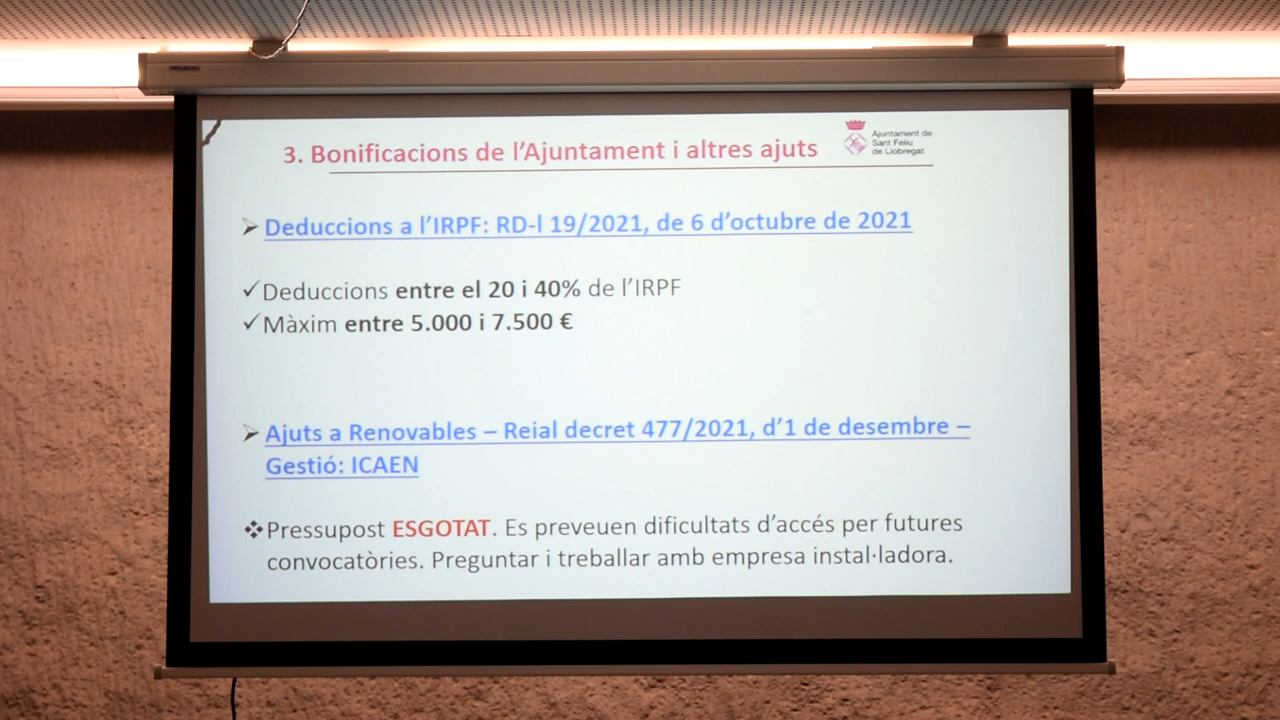 3. Bonificacions de l'Ajuntament i altres ajuts
Ajuntament de
Sant Feliu
de Llobregat
➢ Deduccions a l'IRPF: RD-l 19/2021, de 6 d'octubre de 2021
✓ Deduccions entre el 20 i 40% de l'IRPF
✓ Màxim entre 5.000 i 7.500 €
➢ Ajuts a Renovables – Reial decret 477/2021, d'1 de desembre –
Gestió: ICAEN
❖ Pressupost ESGOTAT. Es preveuen dificultats d'accés per futures
convocatòries. Preguntar i treballar amb empresa instal·ladora.